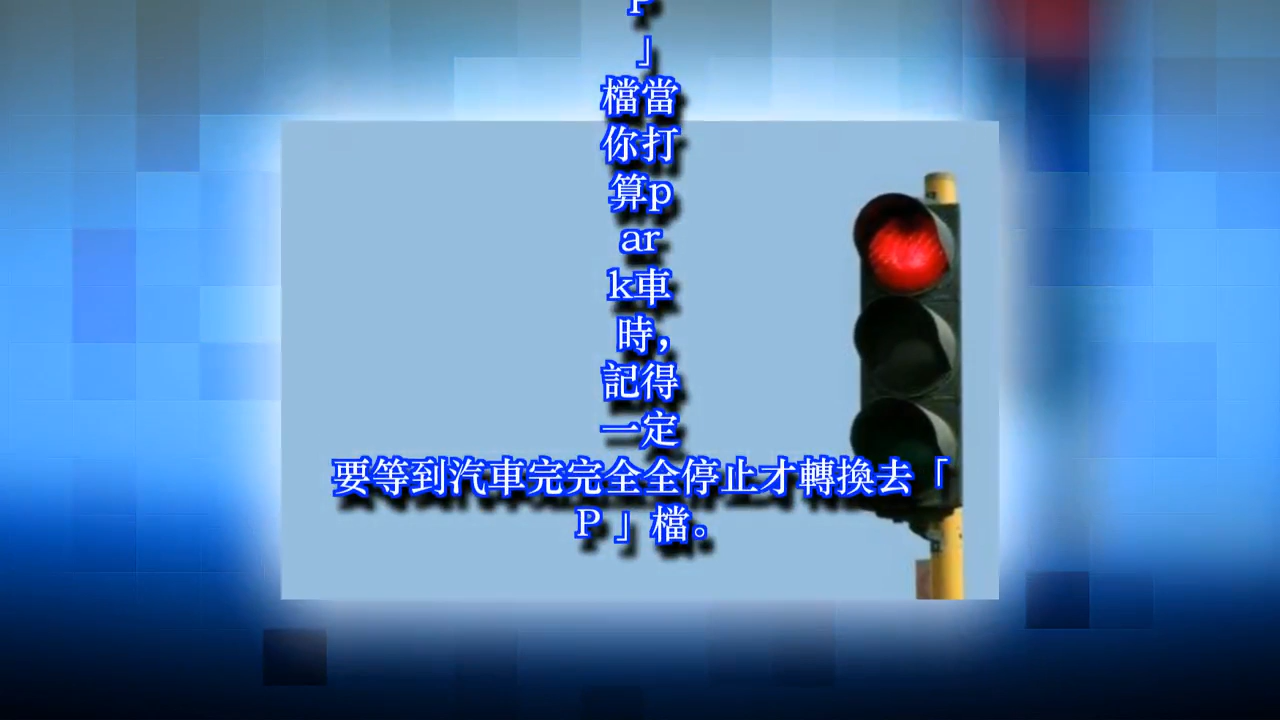 P
」
檔當
你打
算p
ar
k車
時，
記得
一定
要等到汽車完完全全停止才轉換去「
P」檔。